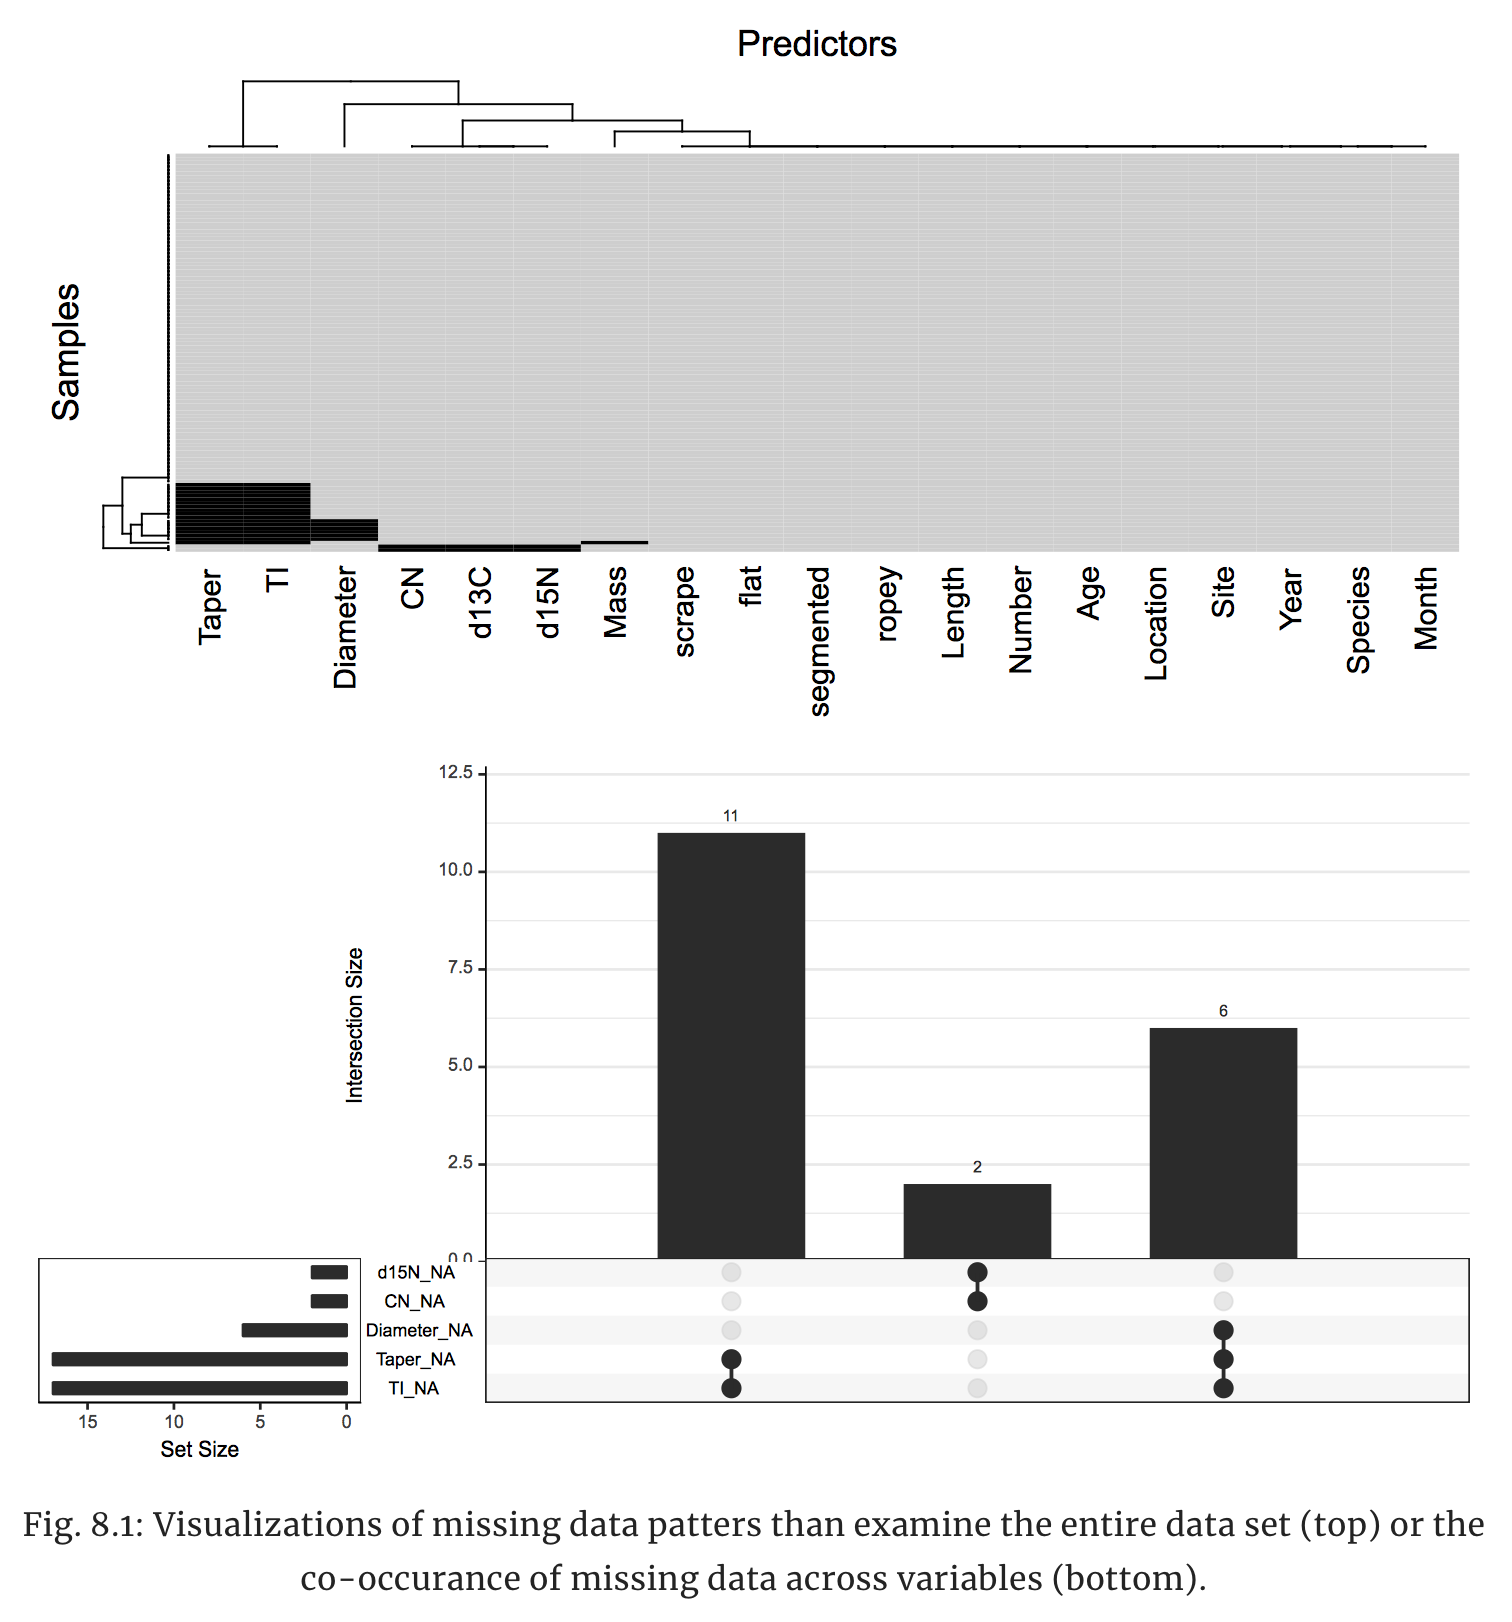 Predictors
Samples
Taper
TI
Diameter
CN
d13C
d15N
Mass
scrape
flat
segmented
ropey
Length
Number
Age
Location
Site
Year
Species
Month
12.5
10.0
7.5
5.0
2.5
0.0
Intersection Size
11
2
6
d15N_NA
CN_NA
Diameter_NA
Taper_NA
TI_NA
15 10 5 0
Set Size
Fig. 8.1: Visualizations of missing data patters than examine the entire data set (top) or the
co-occurance of missing data across variables (bottom).